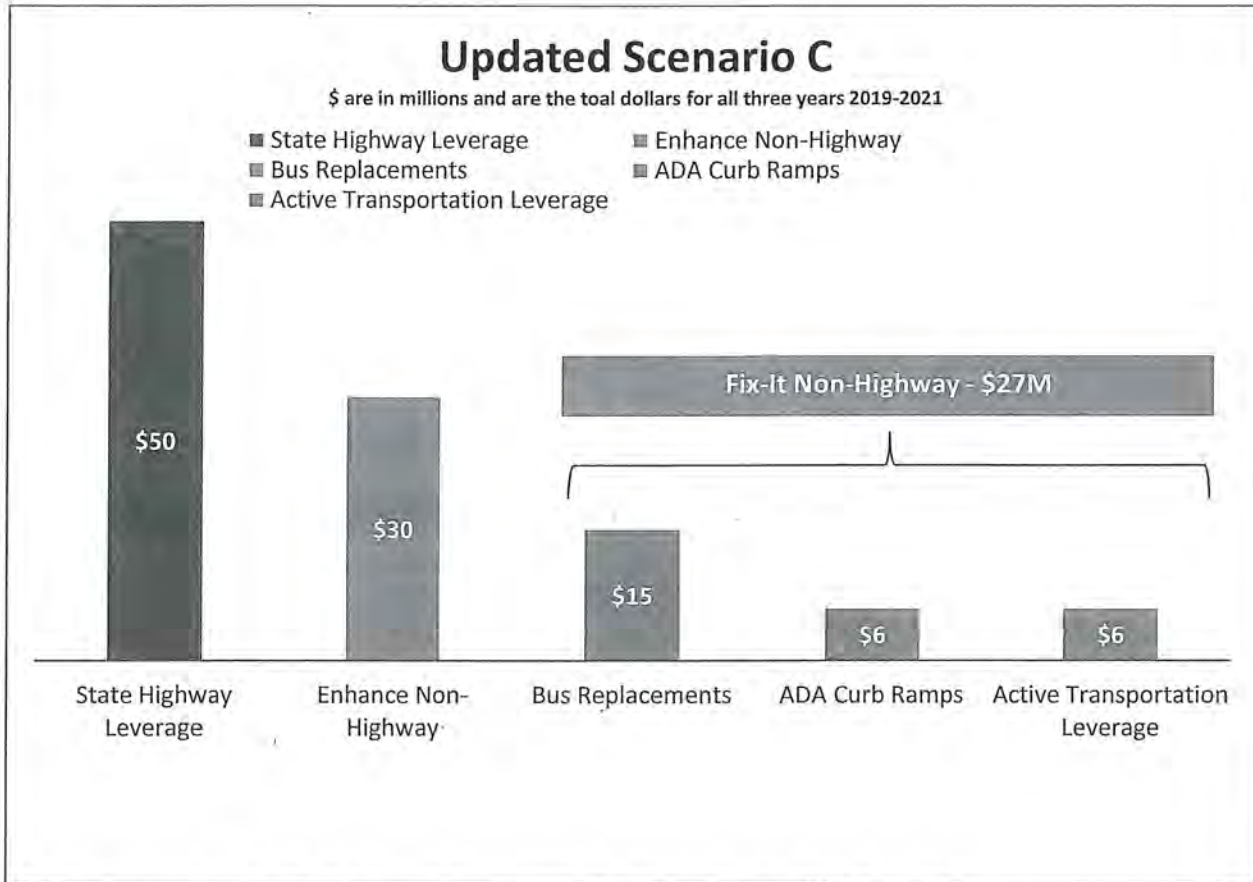 Updated Scenario C
$ are in millions and are the toal dollars for all three years 2019-2021
State Highway Leverage
Enhance Non-Highway
Bus Replacements
ADA Curb Ramps
Active Transportation Leverage
Fix-It Non-Highway - $27M
$50
$30
$15
$6
$6
State Highway
Leverage
Enhance Non-
Highway
Bus Replacements
ADA Curb Ramps
Active Transportation
Leverage